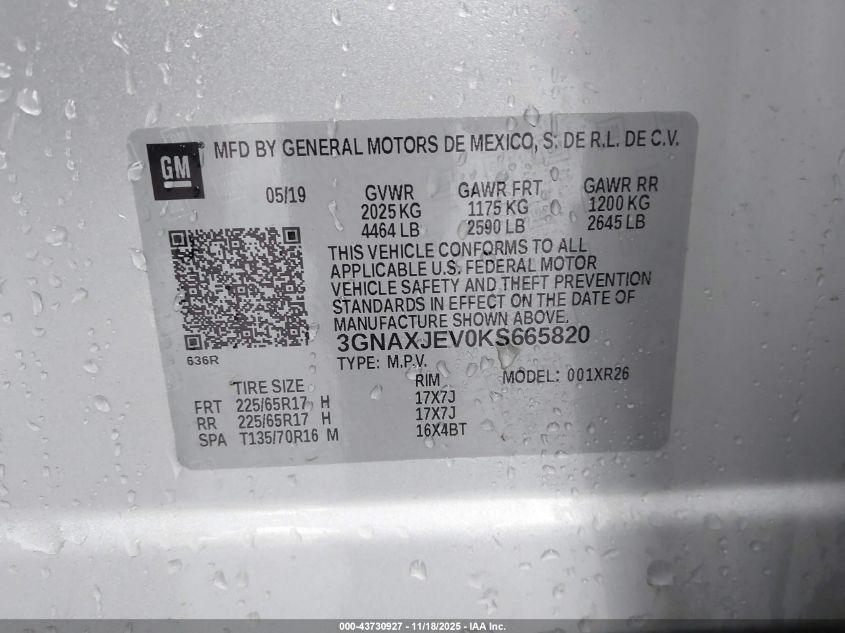 GM
MFD BY GENERAL MOTORS DE MEXICO, S. DE R.L. DE C.V.
05/19 GVWR GAWR FRT GAWR RR
2025 KG 1175 KG 1200 KG
4464 LB 2590 LB 2645 LB
THIS VEHICLE CONFORMS TO ALL
APPLICABLE U.S. FEDERAL MOTOR
VEHICLE SAFETY AND THEFT PREVENTION
STANDARDS IN EFFECT ON THE DATE OF
MANUFACTURE SHOWN ABOVE.
3GNAXJEV0KS665820
636R
TYPE: M.P.V. MODEL: 001XR26
TIRE SIZE RIM
FRT 225/65R17 H 17X7J
RR 225/65R17 H 17X7J
SPA T135/70R16 M 16X4BT
000-43730927 - 11/18/2025 - IAA Inc.